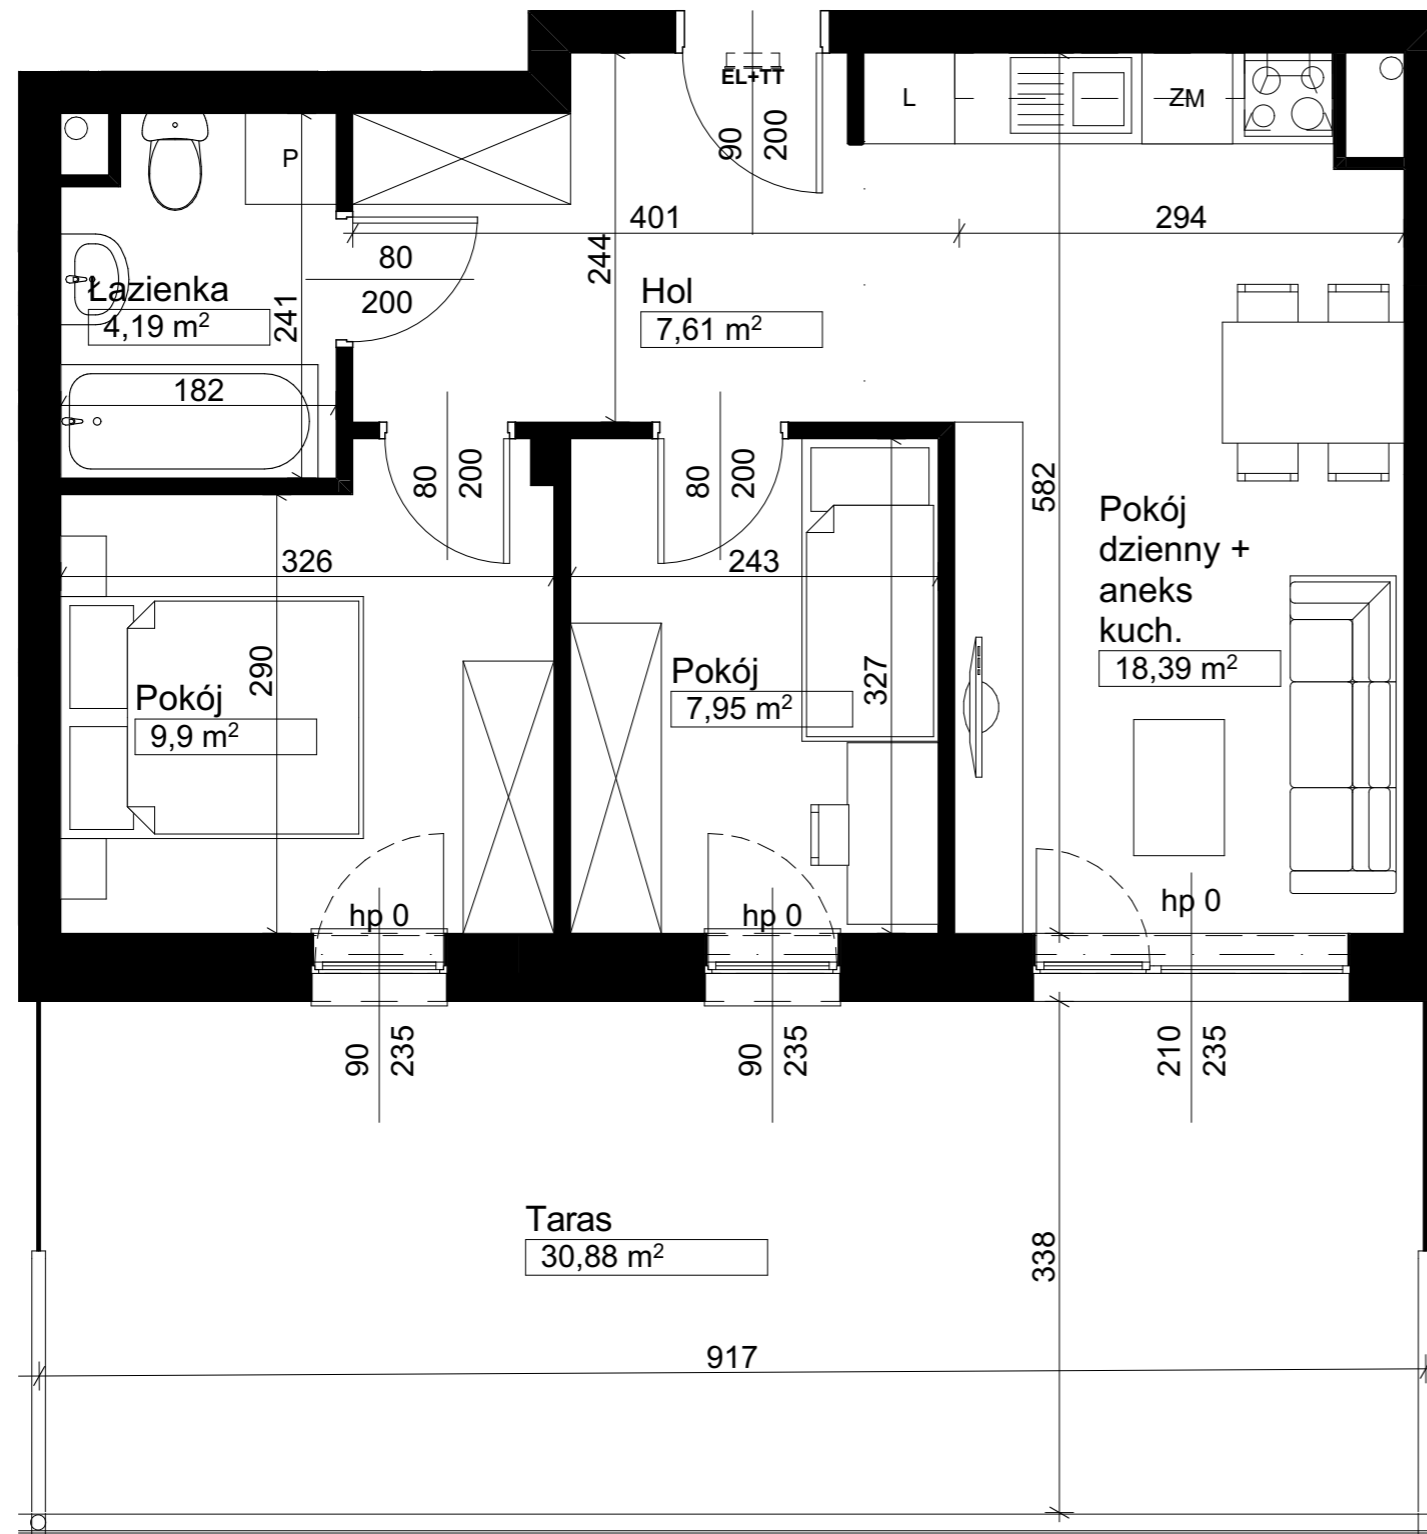 EL+TT
90
200
L
ZM
P
401
294
244
80
200
Łazienka
4,19 m²
241
Hol
7,61 m²
182
80
200
80
200
582
326
243
Pokój
dzienny +
aneks
kuch.
18,39 m²
290
Pokój
9,9 m²
Pokój
7,95 m²
327
hp 0
hp 0
hp 0
90
235
90
235
210
235
Taras
30,88 m²
338
917